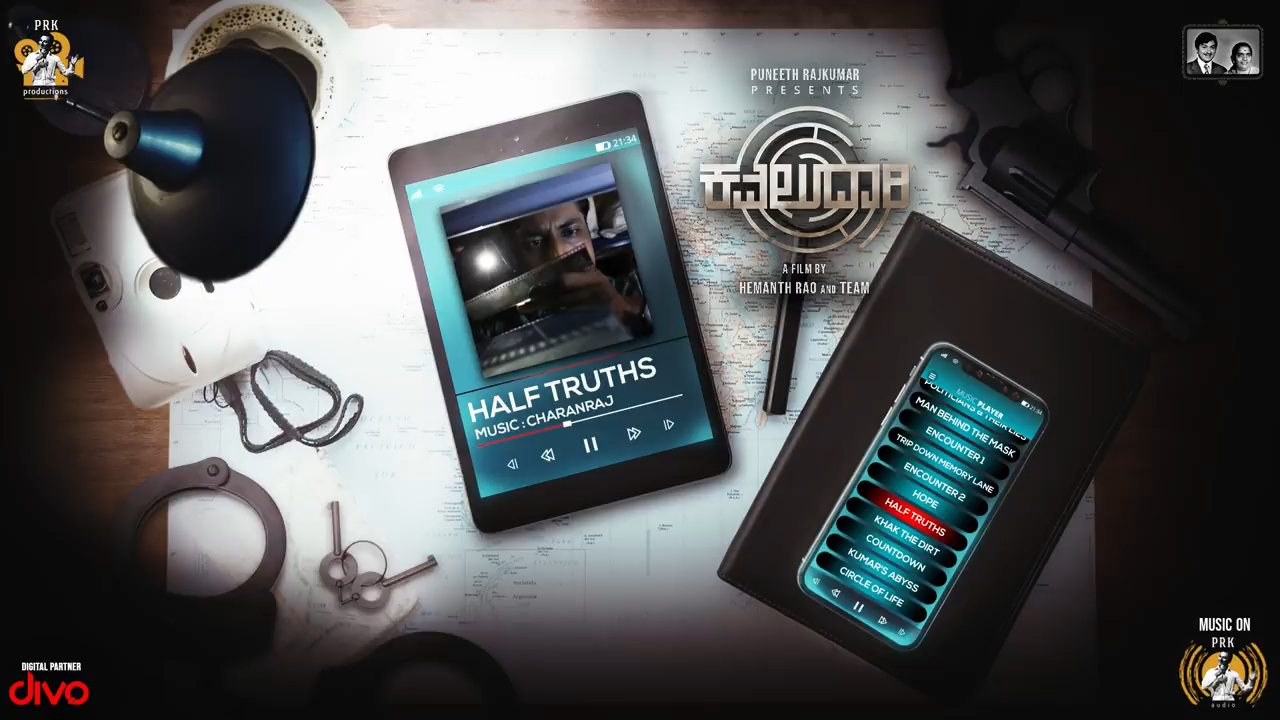 PRK
productions
PUNEETH RAJKUMAR
PRESENTS
ಕವಲುದಾರಿ
A FILM BY
HEMANTH RAO AND TEAM
21:34
HALF TRUTHS
MUSIC : CHARANRAJ
21:34
MUSIC PLAYER
POLITICIANS & THEIR LIES
MAN BEHIND THE MASK
ENCOUNTER 1
TRIP DOWN MEMORY LANE
ENCOUNTER 2
HOPE
HALF TRUTHS
KHAK THE DIRT
COUNTDOWN
KUMAR'S ABYSS
CIRCLE OF LIFE
DIGITAL PARTNER
divo
MUSIC ON
PRK
audio